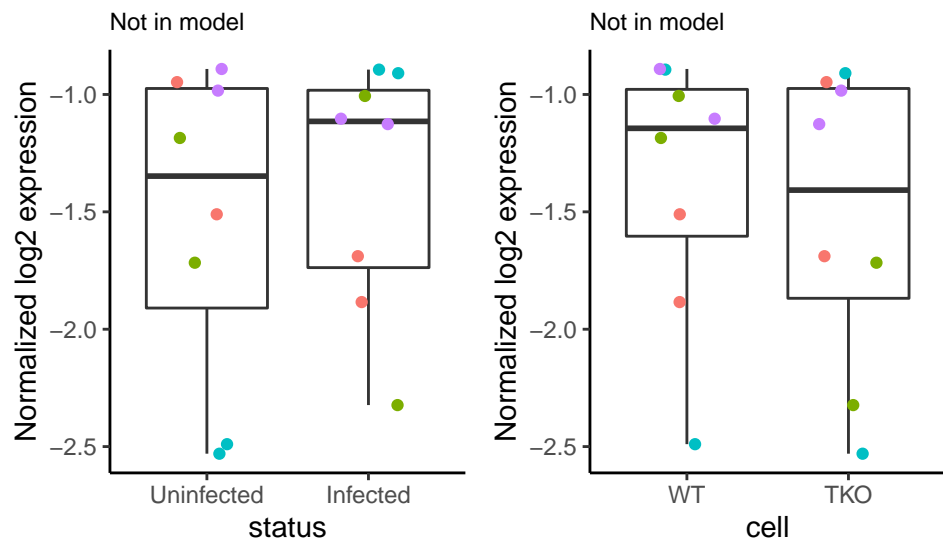 Not in model
Normalized log2 expression
−1.0
−1.5
−2.0
−2.5
Uninfected
Infected
status
Not in model
Normalized log2 expression
−1.0
−1.5
−2.0
−2.5
WT
TKO
cell